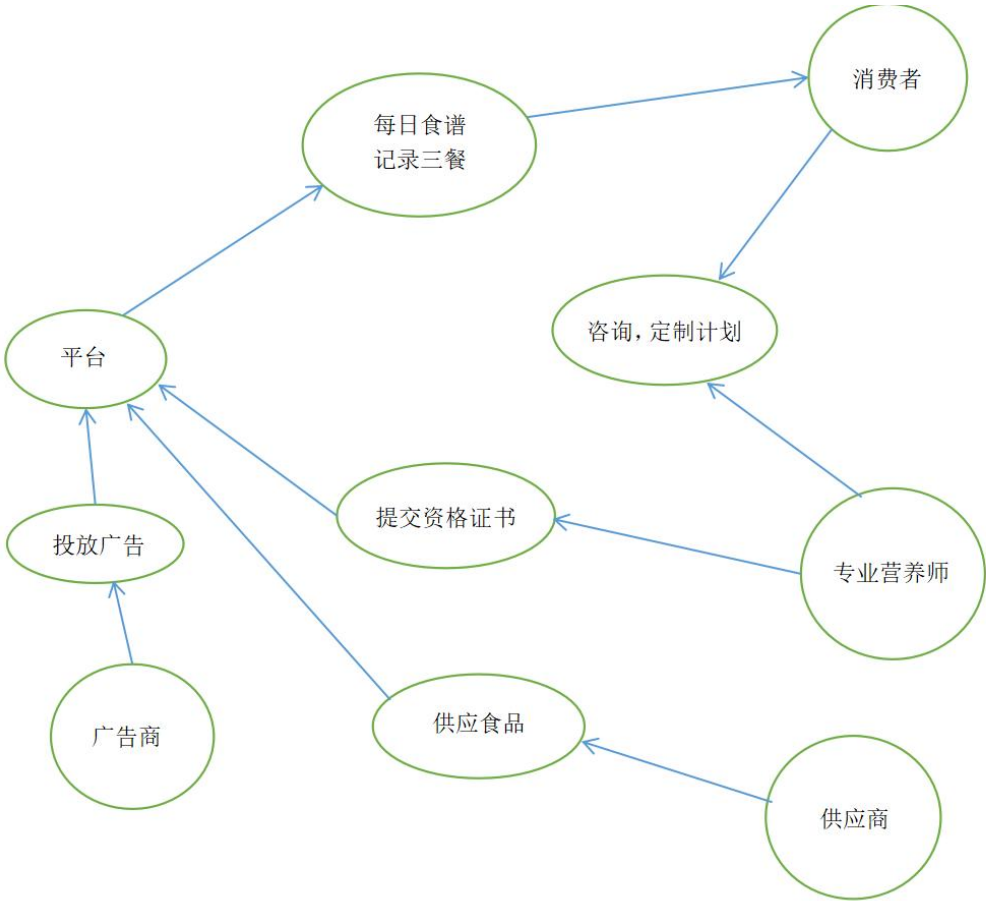 消费者
每日食谱
记录三餐
咨询，定制计划
平台
提交资格证书
投放广告
专业营养师
供应食品
广告商
供应商